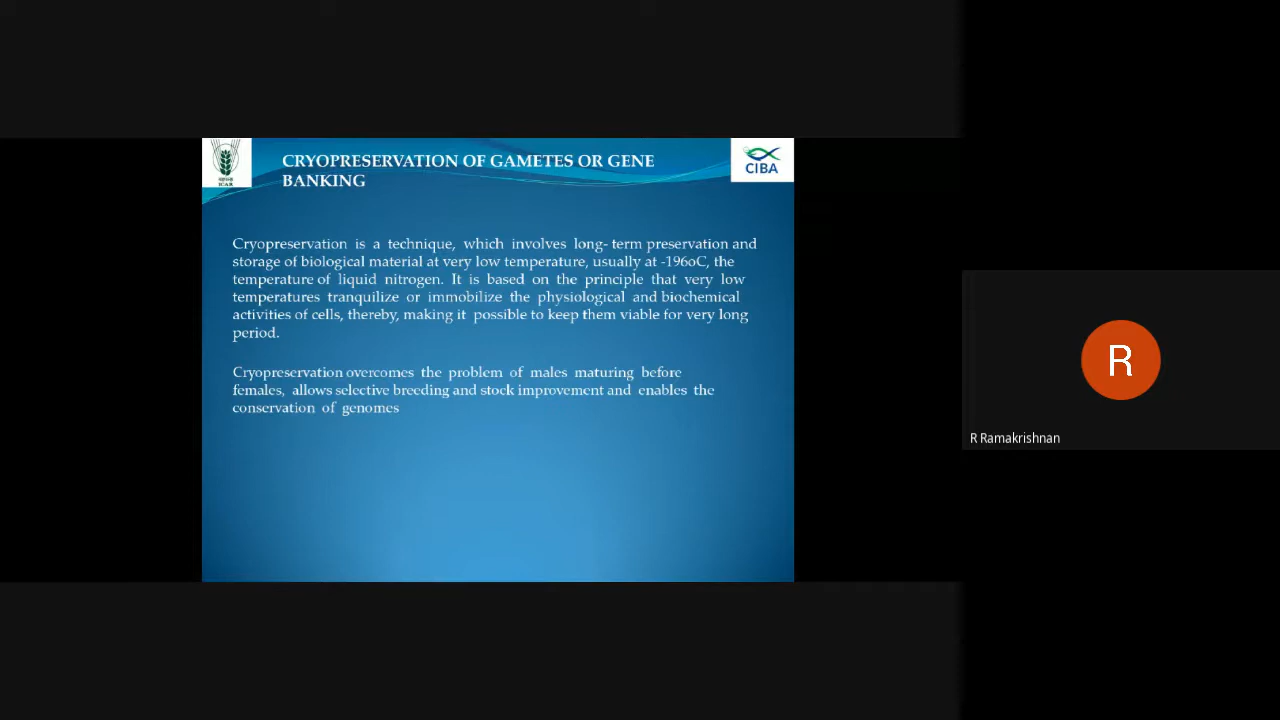 CRYOPRESERVATION OF GAMETES OR GENE
BANKING
ICAR
CIBA
Cryopreservation is a technique, which involves long- term preservation and
storage of biological material at very low temperature, usually at -196oC, the
temperature of liquid nitrogen. It is based on the principle that very low
temperatures tranquilize or immobilize the physiological and biochemical
activities of cells, thereby, making it possible to keep them viable for very long
period.
Cryopreservation overcomes the problem of males maturing before
females, allows selective breeding and stock improvement and enables the
conservation of genomes
R
R Ramakrishnan